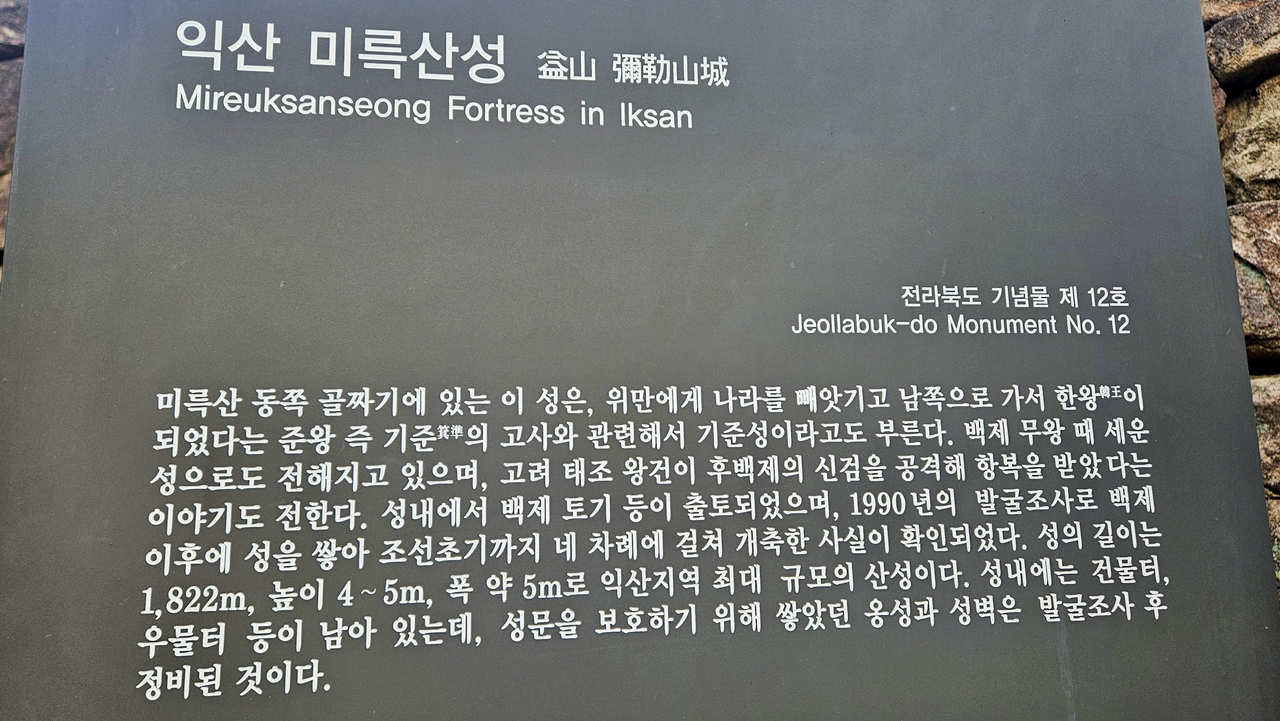 익산 미륵산성 益山 彌勒山城
Mireuksanseong Fortress in Iksan
전라북도 기념물 제 12호
Jeollabuk-do Monument No. 12
미륵산 동쪽 골짜기에 있는 이 성은, 위만에게 나라를 빼앗기고 남쪽으로 가서 한왕韓王이
되었다는 준왕 즉 기준箕準의 고사와 관련해서 기준성이라고도 부른다. 백제 무왕 때 세운
성으로도 전해지고 있으며, 고려 태조 왕건이 후백제의 신검을 공격해 항복을 받았다는
이야기도 전한다. 성내에서 백제 토기 등이 출토되었으며, 1990년의 발굴조사로 백제
이후에 성을 쌓아 조선초기까지 네 차례에 걸쳐 개축한 사실이 확인되었다. 성의 길이는
1,822m, 높이 4~5m, 폭 약 5m로 익산지역 최대 규모의 산성이다. 성내에는 건물터,
우물터 등이 남아 있는데, 성문을 보호하기 위해 쌓았던 옹성과 성벽은 발굴조사 후
정비된 것이다.